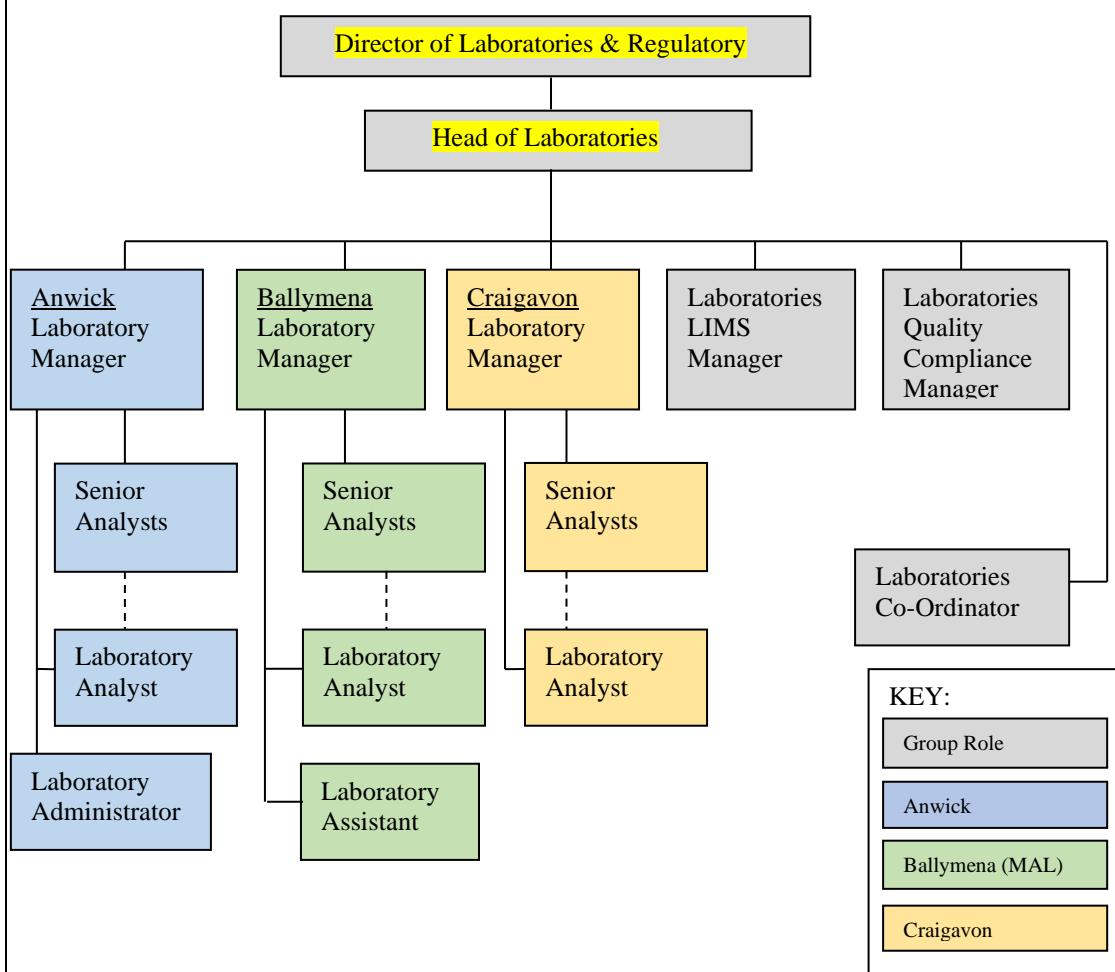 Director of Laboratories & Regulatory
Head of Laboratories
Anwick
Laboratory
Manager
Ballymena
Laboratory
Manager
Craigavon
Laboratory
Manager
Laboratories
LIMS
Manager
Laboratories
Quality
Compliance
Manager
Senior
Analysts
Senior
Analysts
Senior
Analysts
Laboratories
Co-Ordinator
Laboratory
Analyst
Laboratory
Analyst
Laboratory
Analyst
Laboratory
Administrator
Laboratory
Assistant
KEY:
Group Role
Anwick
Ballymena (MAL)
Craigavon